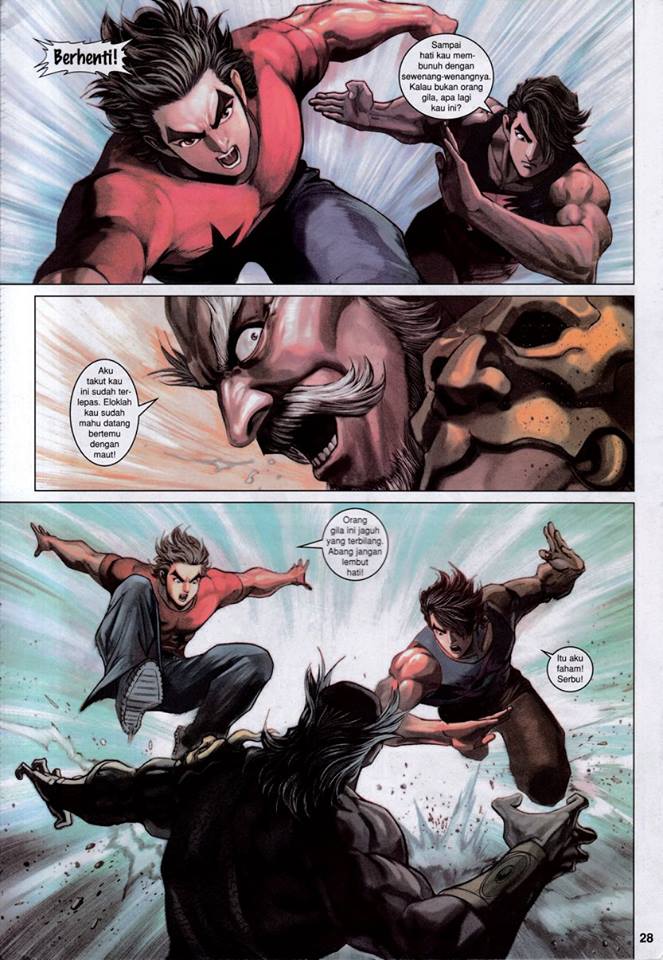 Berhenti!
Sampai
hati kau mem-
bunuh dengan
sewenang-wenangnya.
Kalau bukan orang
gila, apa lagi
kau ini?
Aku
takut kau
ini sudah ter-
lepas. Eloklah
kau sudah
mahu datang
bertemu
dengan
maut!
Orang
gila ini jaguh
yang terbilang.
Abang jangan
lembut
hati!
Itu aku
faham!
Serbu!
28